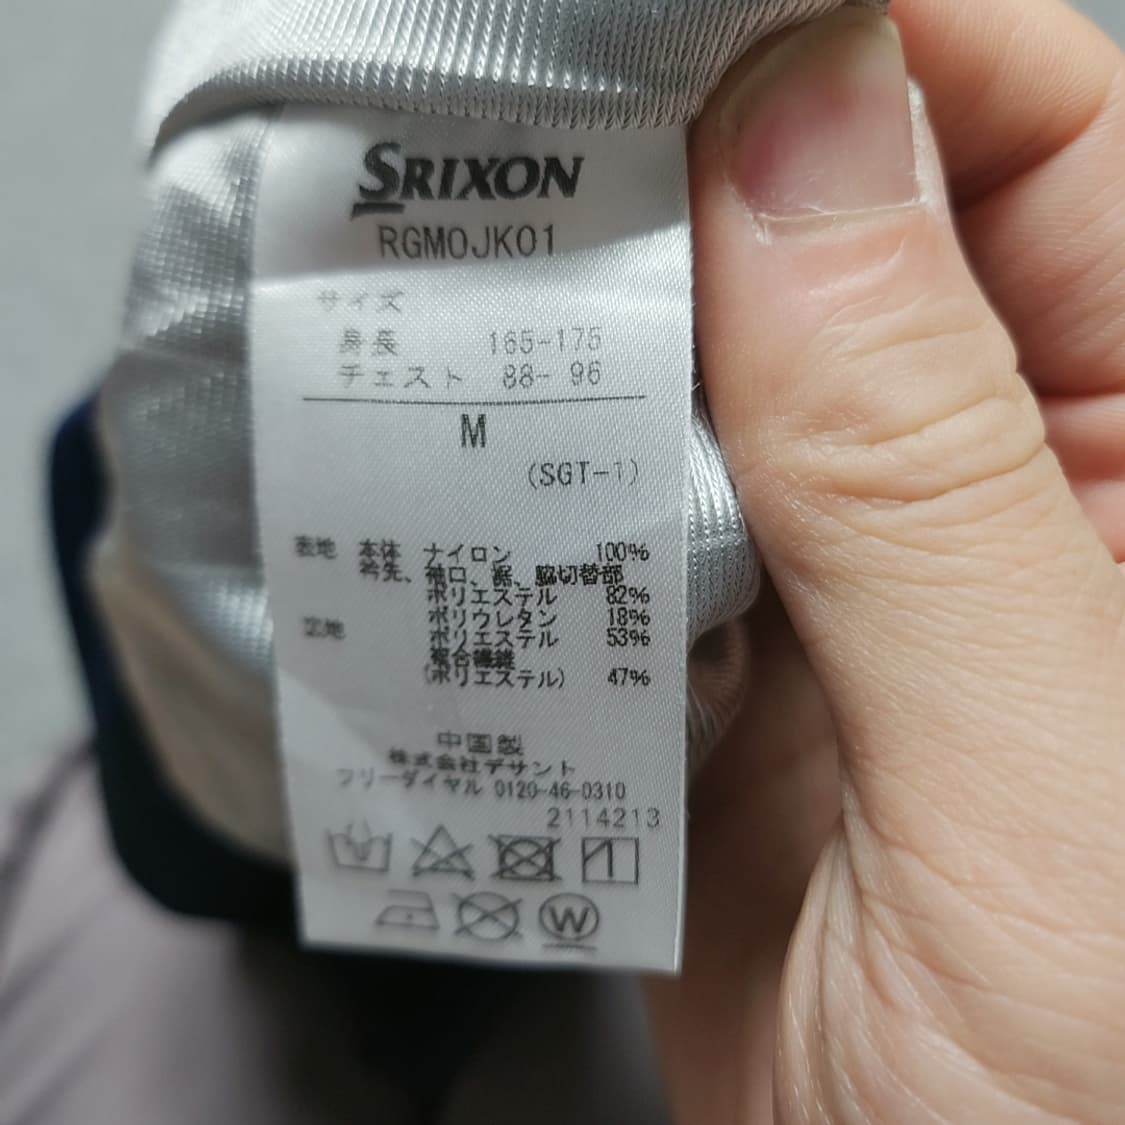 SRIXON
RGM0JK01
サイズ
身長 165-175
チェスト 88- 96
M
(SGT-1)
表地 本体 ナイロン 100%
衿先、袖口、裾、脇切替部
ポリエステル 82%
ポリウレタン 18%
裏地 ポリエステル 53%
複合繊維
(ポリエステル) 47%
中国製
株式会社デサント
フリーダイヤル 0120-46-0310
2114213
W